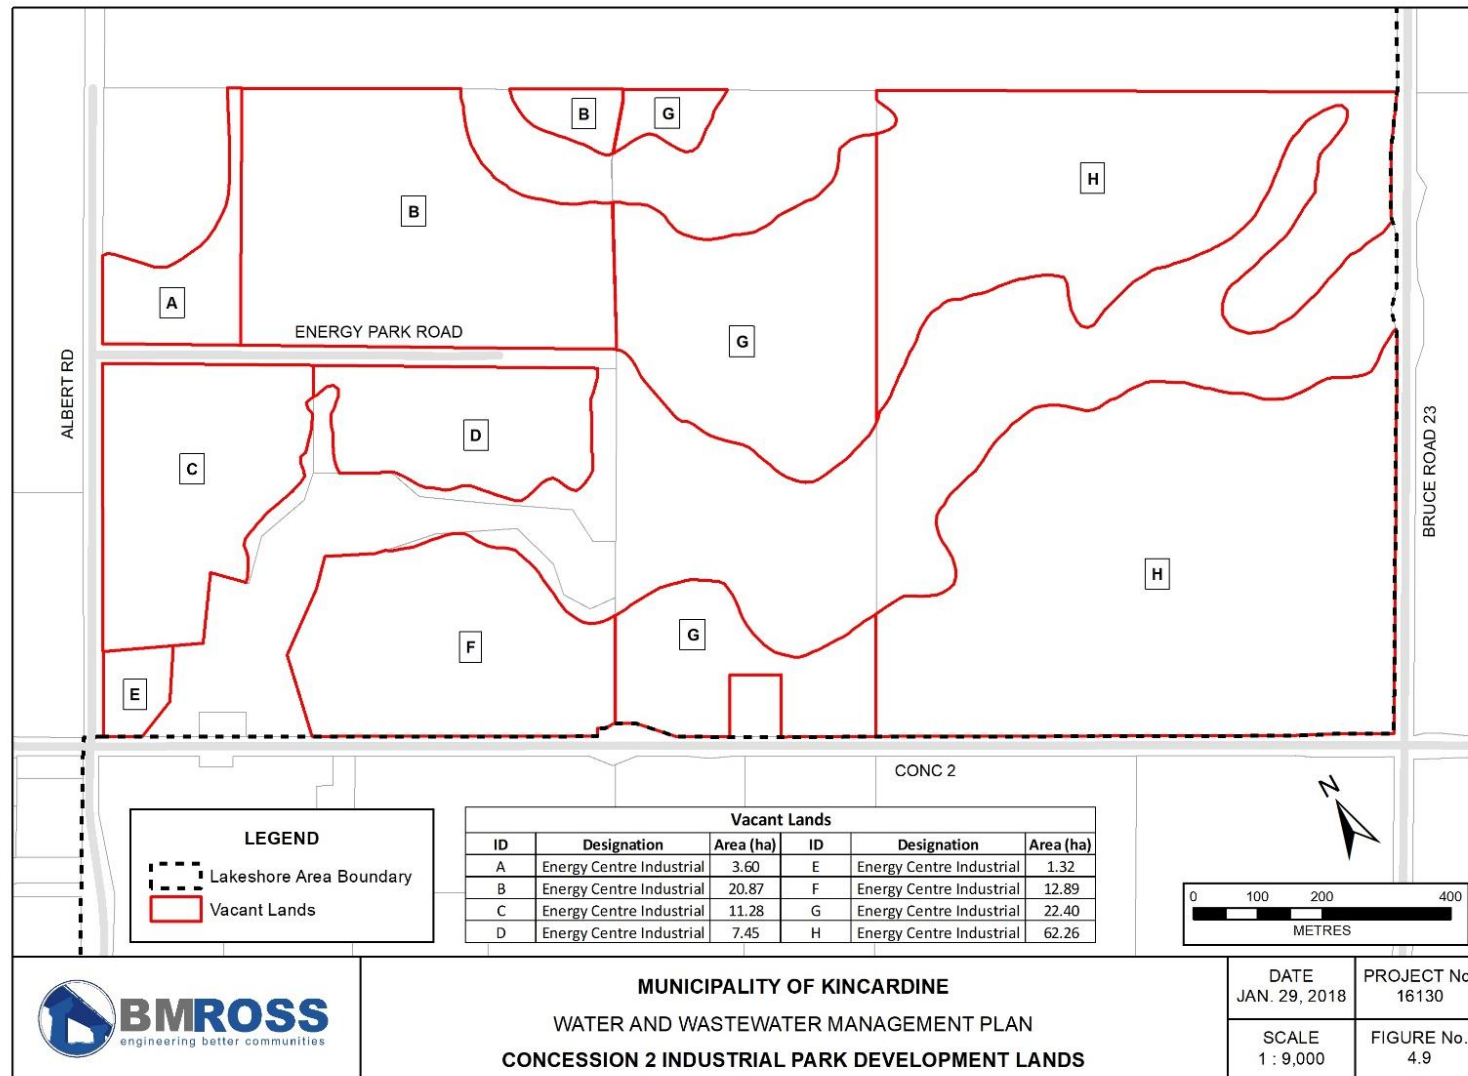 B
G
H
B
A
ENERGY PARK ROAD
G
ALBERT RD
D
C
BRUCE ROAD 23
H
G
F
E
CONC 2
N
LEGEND
Lakeshore Area Boundary
Vacant Lands
Vacant Lands
ID Designation Area (ha) ID Designation Area (ha)
A Energy Centre Industrial 3.60 E Energy Centre Industrial 1.32
B Energy Centre Industrial 20.87 F Energy Centre Industrial 12.89
C Energy Centre Industrial 11.28 G Energy Centre Industrial 22.40
D Energy Centre Industrial 7.45 H Energy Centre Industrial 62.26
0 100 200 400
METRES
BMROSS
engineering better communities
MUNICIPALITY OF KINCARDINE
WATER AND WASTEWATER MANAGEMENT PLAN
CONCESSION 2 INDUSTRIAL PARK DEVELOPMENT LANDS
DATE
JAN. 29, 2018
PROJECT No
16130
SCALE
1 : 9,000
FIGURE No.
4.9